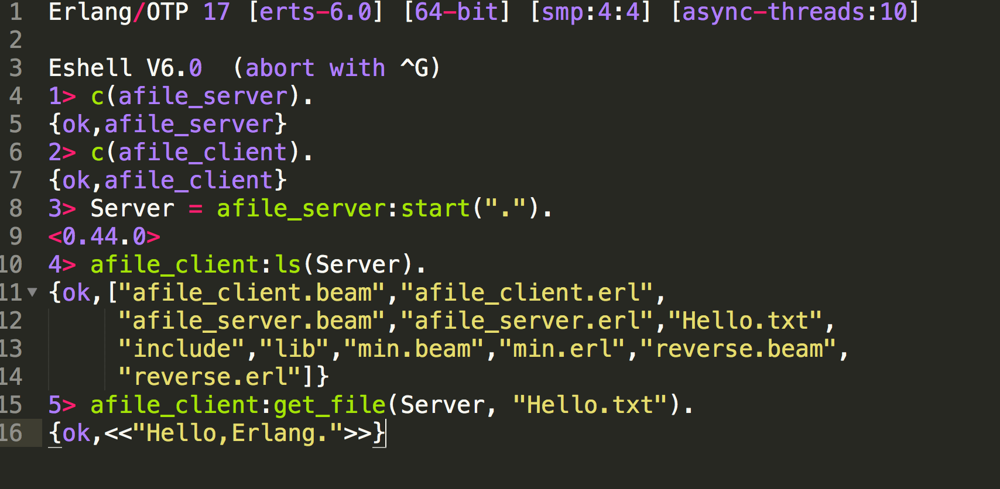 1 Erlang/OTP 17 [erts-6.0] [64-bit] [smp:4:4] [async-threads:10]
2
3 Eshell V6.0  (abort with ^G)
4 1> c(afile_server).
5 {ok,afile_server}
6 2> c(afile_client).
7 {ok,afile_client}
8 3> Server = afile_server:start(".").
9 <0.44.0>
10 4> afile_client:ls(Server).
11 {ok,["afile_client.beam","afile_client.erl",
12      "afile_server.beam","afile_server.erl","Hello.txt",
13      "include","lib","min.beam","min.erl","reverse.beam",
14      "reverse.erl"]}
15 5> afile_client:get_file(Server, "Hello.txt").
16 {ok,<<"Hello,Erlang.">>}